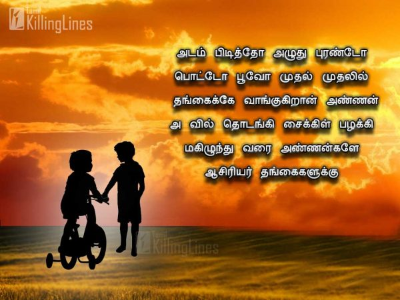 KillingLines
அடம் பிடித்தோ அழுது புரண்டோ
பொட்டோ பூவோ முதல் முதலில்
தங்கைக்கே வாங்குகிறான் அண்ணன்
அ வில் தொடங்கி சைக்கிள் பழக்கி
மகிழுந்து வரை அண்ணன்களே
ஆசிரியர் தங்கைகளுக்கு
KillingLines